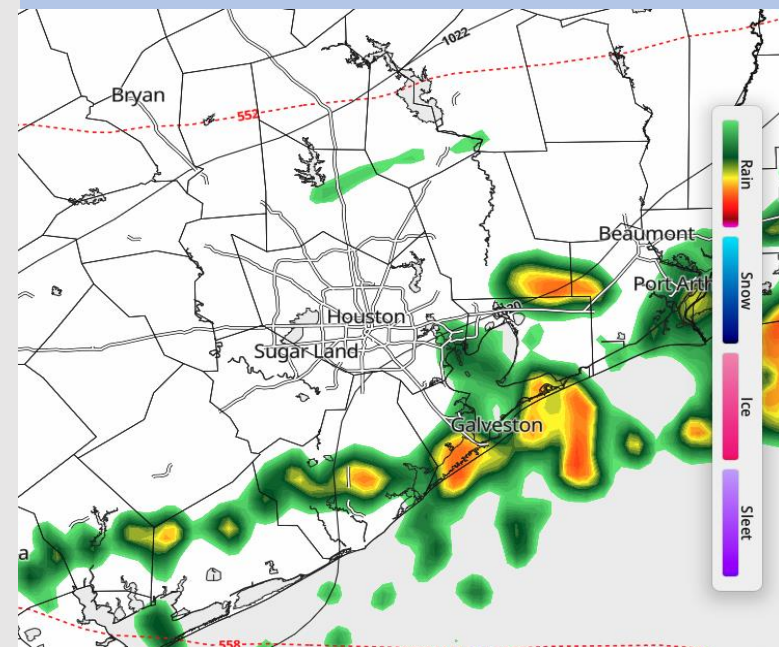 1022
Bryan
552
Rain
Beaumont
Snow
Port Arth
Houston
Sugar Land
Ice
Galveston
Sleet
a
558